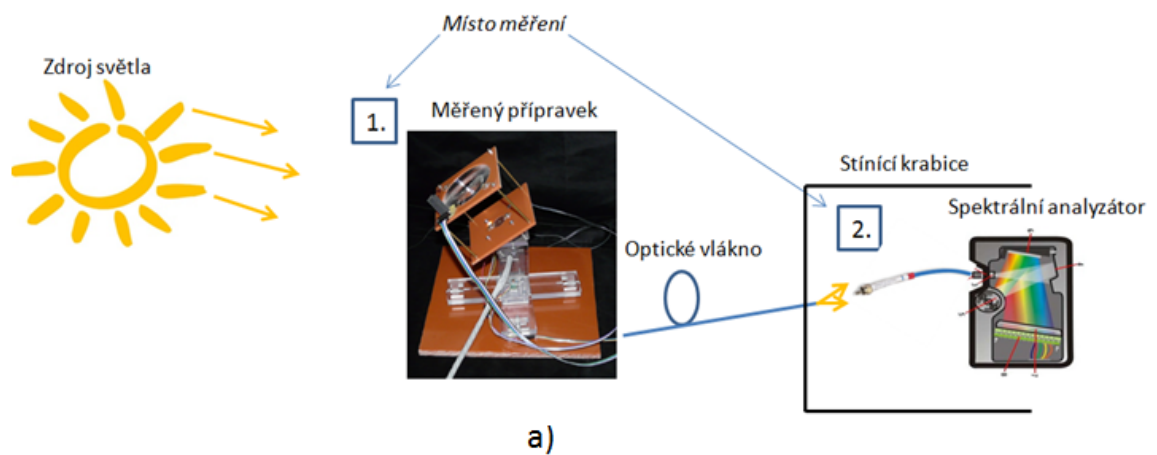 Místo měření
Zdroj světla
1.
Měřený přípravek
Stínící krabice
2.
Spektrální analyzátor
Optické vlákno
a)